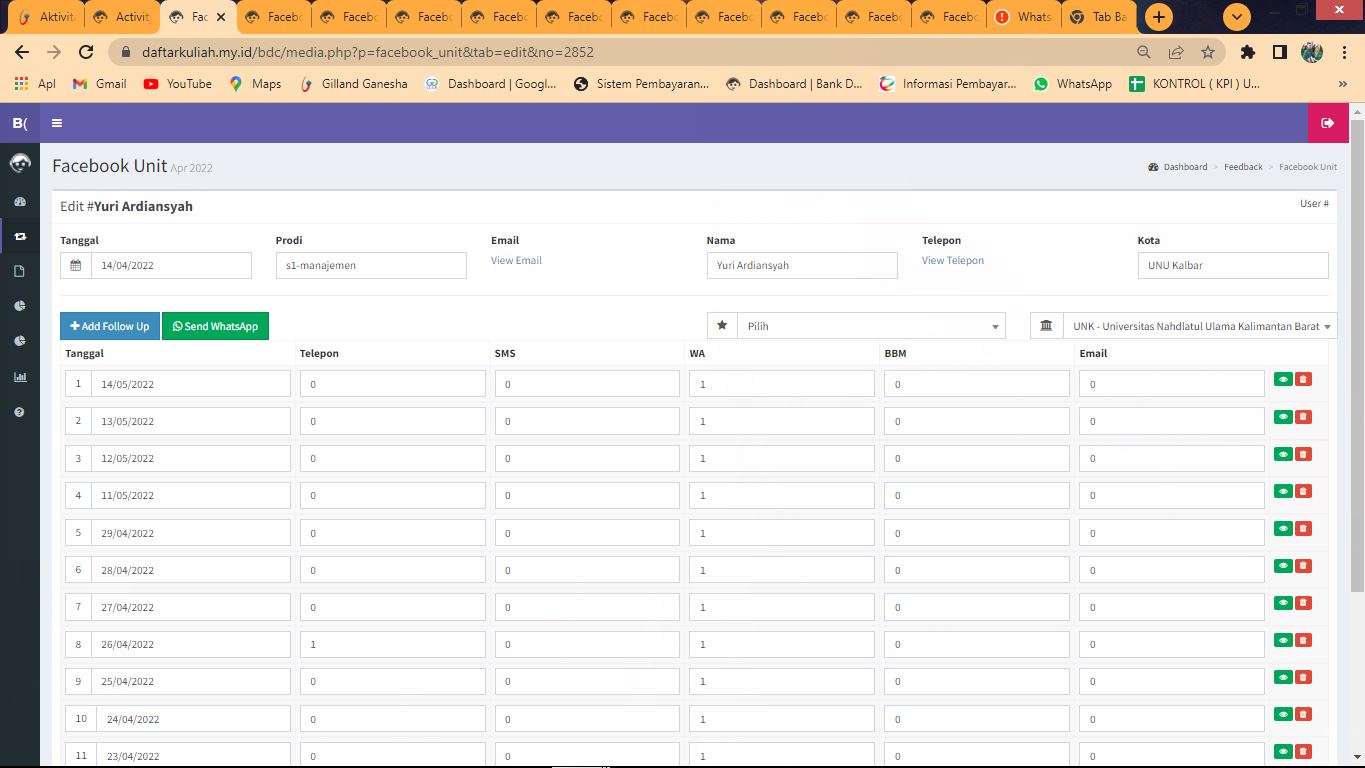 Aktivita
Activity
Fac
Facebo
Facebo
Facebo
Facebo
Facebo
Facebo
Facebo
Facebo
Facebo
Facebo
Whats
Tab Ba
daftarkuliah.my.id/bdc/media.php?p=facebook_unit&tab=edit&no=2852
Apl
Gmail
YouTube
Maps
Gilland Ganesha
Dashboard | Googl...
Sistem Pembayaran...
Dashboard | Bank D...
Informasi Pembayar...
WhatsApp
KONTROL ( KPI ) U...
»
B(
Facebook Unit Apr 2022
Dashboard > Feedback > Facebook Unit
Edit #Yuri Ardiansyah
User #
Tanggal Prodi Email Nama Telepon Kota
14/04/2022 s1-manajemen View Email Yuri Ardiansyah View Telepon UNU Kalbar
Add Follow Up Send WhatsApp Pilih UNK - Universitas Nahdlatul Ulama Kalimantan Barat
Tanggal Telepon SMS WA BBM Email
1 14/05/2022 0 0 1 0 0
2 13/05/2022 0 0 1 0 0
3 12/05/2022 0 0 1 0 0
4 11/05/2022 0 0 1 0 0
5 29/04/2022 0 0 1 0 0
6 28/04/2022 0 0 1 0 0
7 27/04/2022 0 0 1 0 0
8 26/04/2022 1 0 1 0 0
9 25/04/2022 0 0 1 0 0
10 24/04/2022 0 0 1 0 0
11 23/04/2022 0 0 1 0 0